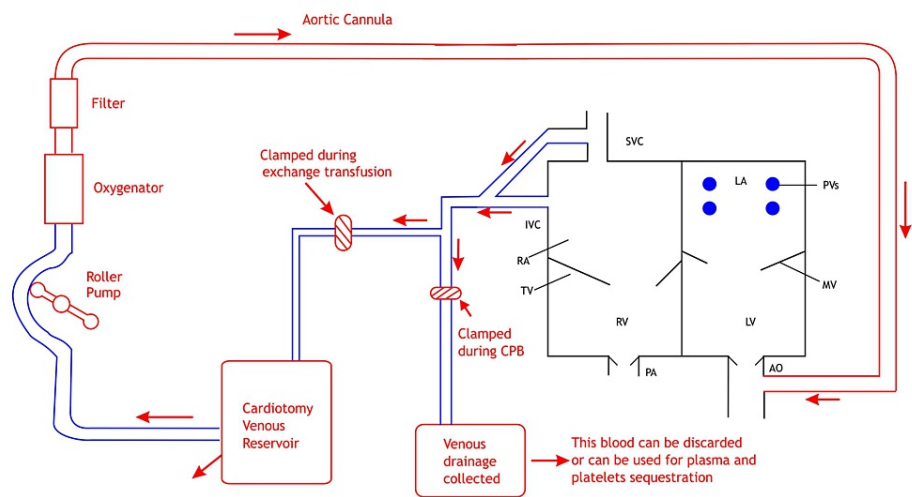 Aortic Cannula
Filter
Oxygenator
Roller
Pump
Clamped during
exchange transfusion
SVC
LA
PVs
IVC
RA
TV
MV
RV
LV
PA
AO
Clamped
during CPB
Cardiotomy
Venous
Reservoir
Venous
drainage
collected
This blood can be discarded
or can be used for plasma and
platelets sequestration